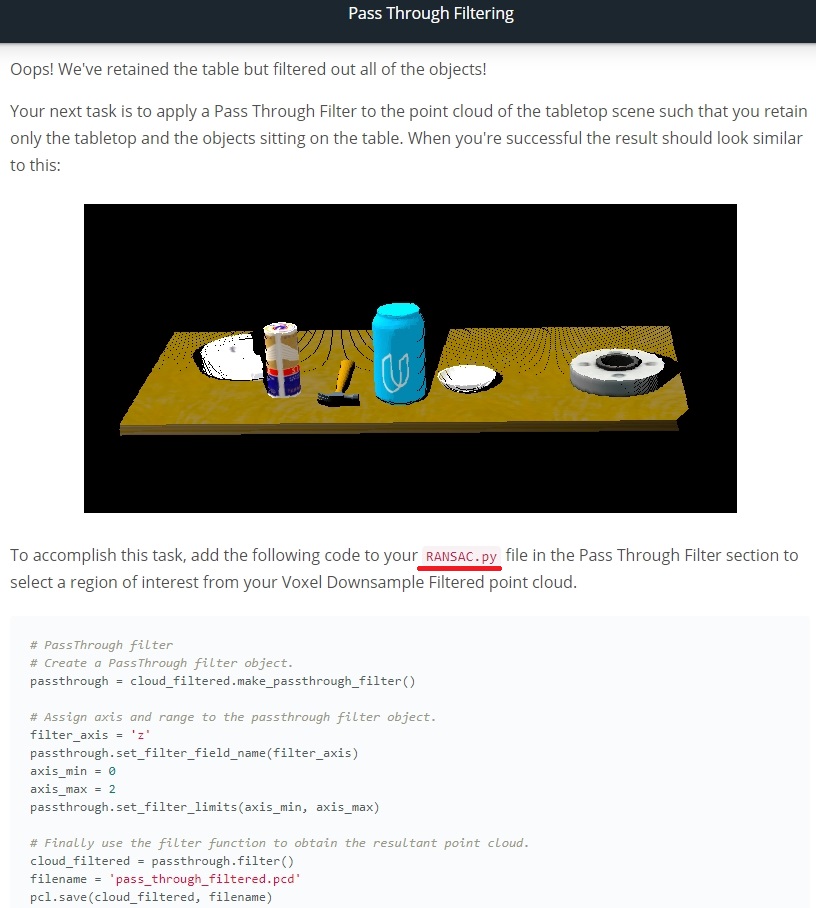 Pass Through Filtering
Oops! We've retained the table but filtered out all of the objects!
Your next task is to apply a Pass Through Filter to the point cloud of the tabletop scene such that you retain
only the tabletop and the objects sitting on the table. When you're successful the result should look similar
to this:
To accomplish this task, add the following code to your RANSAC.py file in the Pass Through Filter section to
select a region of interest from your Voxel Downsample Filtered point cloud.
# PassThrough filter
# Create a PassThrough filter object.
passthrough = cloud_filtered.make_passthrough_filter()
# Assign axis and range to the passthrough filter object.
filter_axis = 'z'
passthrough.set_filter_field_name(filter_axis)
axis_min = 0
axis_max = 2
passthrough.set_filter_limits(axis_min, axis_max)
# Finally use the filter function to obtain the resultant point cloud.
cloud_filtered = passthrough.filter()
filename = 'pass_through_filtered.pcd'
pcl.save(cloud_filtered, filename)